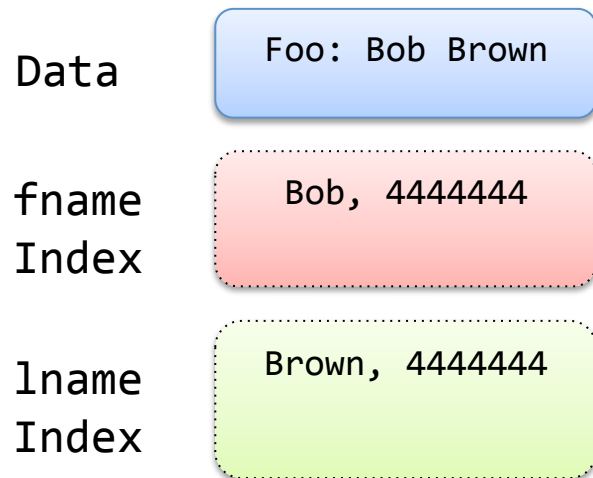 Data
Foo: Bob Brown
fname
Index
Bob, 4444444
lname
Index
Brown, 4444444